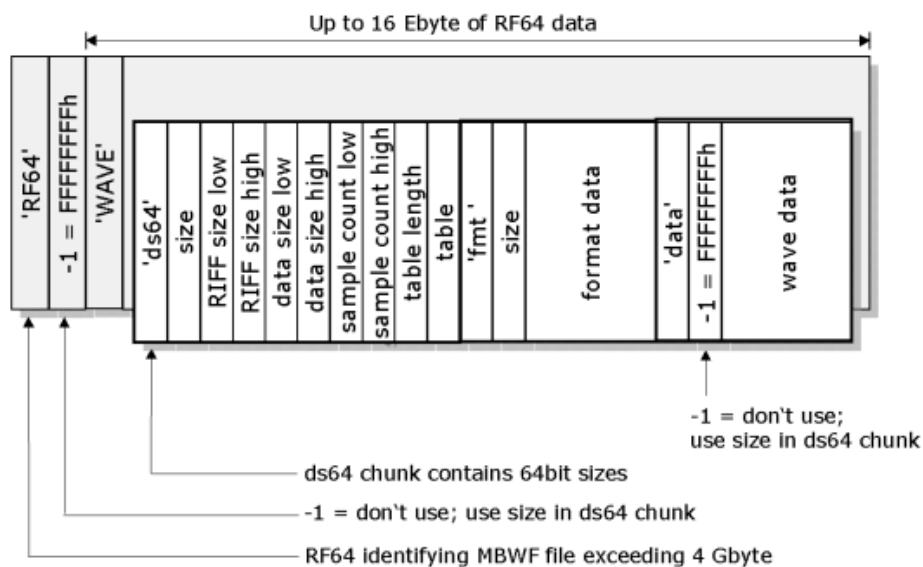 Up to 16 Ebyte of RF64 data
'RF64'
-1 = FFFFFFFFh
'WAVE'
'ds64'
size
RIFF size low
RIFF size high
data size low
data size high
sample count low
sample count high
table length
table
'fmt '
size
format data
'data'
-1 = FFFFFFFFh
wave data
-1 = don't use;
use size in ds64 chunk
ds64 chunk contains 64bit sizes
-1 = don't use; use size in ds64 chunk
RF64 identifying MBWF file exceeding 4 Gbyte